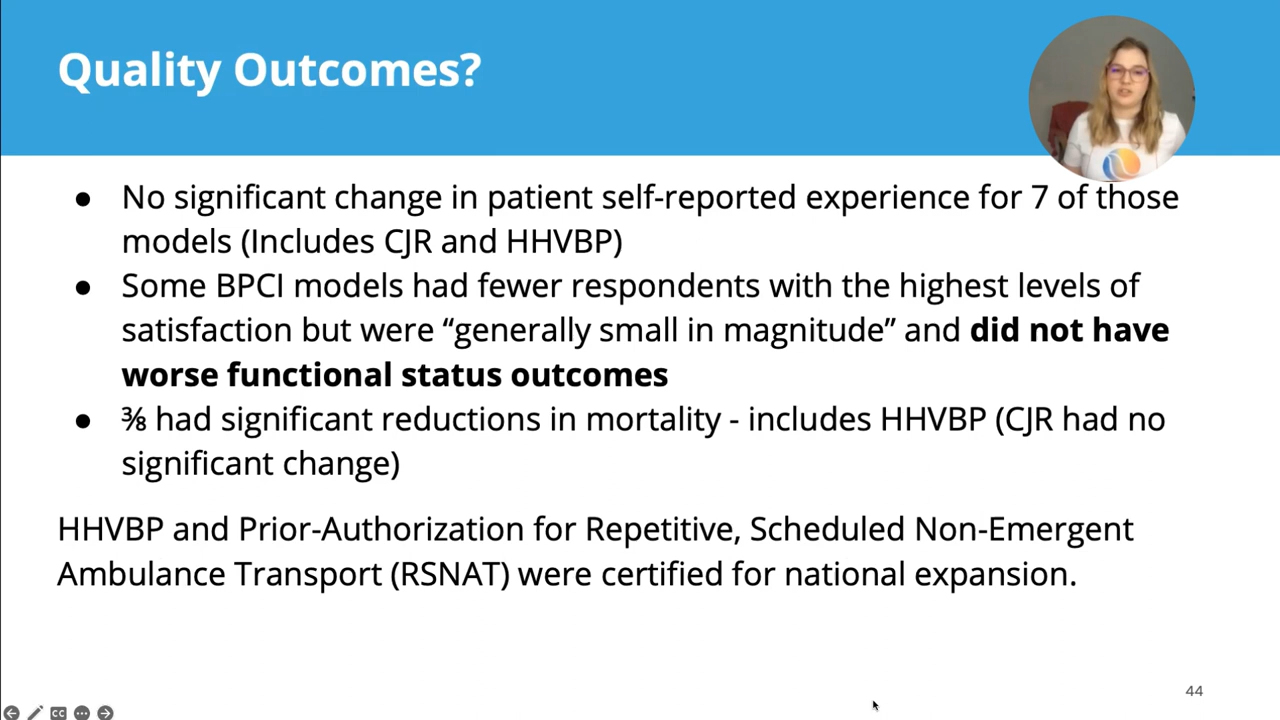 Quality Outcomes?
● No significant change in patient self-reported experience for 7 of those
models (Includes CJR and HHVBP)
● Some BPCI models had fewer respondents with the highest levels of
satisfaction but were “generally small in magnitude” and did not have
worse functional status outcomes
● ⅜ had significant reductions in mortality - includes HHVBP (CJR had no
significant change)
HHVBP and Prior-Authorization for Repetitive, Scheduled Non-Emergent
Ambulance Transport (RSNAT) were certified for national expansion.
44
CC